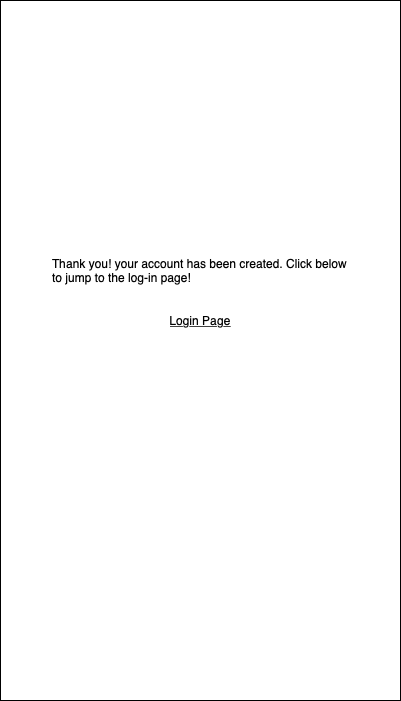 Thank you! your account has been created. Click below
to jump to the log-in page!
Login Page